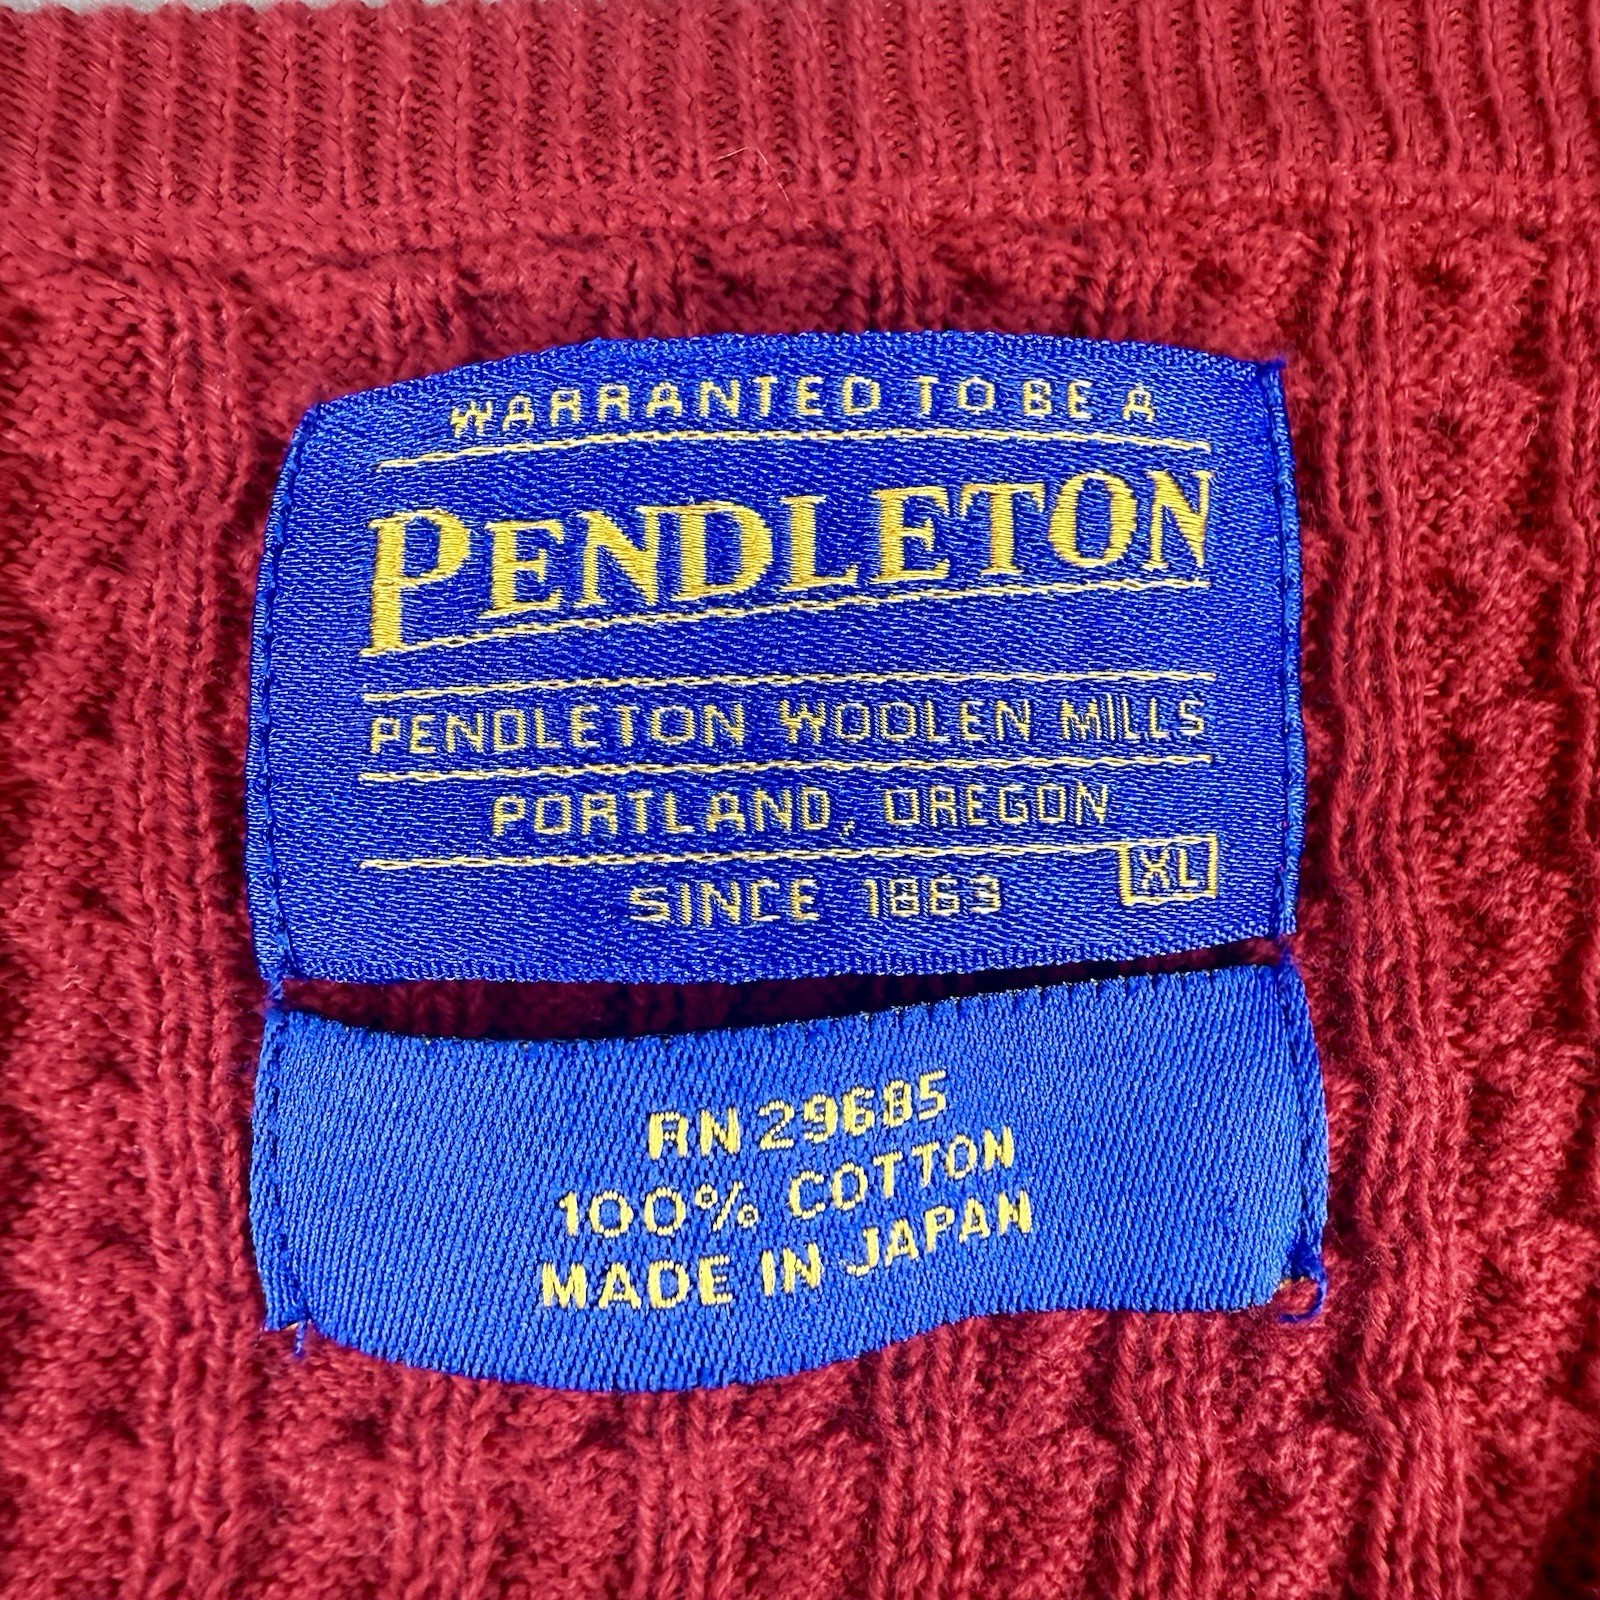 WARRANTED TO BE A
PENDLETON
PENDLETON WOOLEN MILLS
PORTLAND, OREGON
SINCE 1863
XL
RN 29685
100% COTTON
MADE IN JAPAN